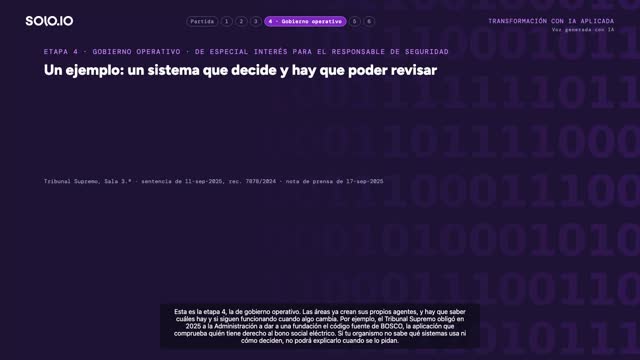 SOLO.IO
Partida 1 2 3 4 · Gobierno operativo 5 6
TRANSFORMACIÓN CON IA APLICADA
Voz generada con IA
ETAPA 4 · GOBIERNO OPERATIVO · DE ESPECIAL INTERÉS PARA EL RESPONSABLE DE SEGURIDAD
Un ejemplo: un sistema que decide y hay que poder revisar
Tribunal Supremo, Sala 3.ª · sentencia de 11-sep-2025, rec. 7878/2024 · nota de prensa de 17-sep-2025
Esta es la etapa 4, la de gobierno operativo. Las áreas ya crean sus propios agentes, y hay que saber
cuáles hay y si siguen funcionando cuando algo cambia. Por ejemplo, el Tribunal Supremo obligó en
2025 a la Administración a dar a una fundación el código fuente de BOSCO, la aplicación que
comprueba quién tiene derecho al bono social eléctrico. Si tu organismo no sabe qué sistemas usa ni
cómo deciden, no podrá explicarlo cuando se lo pidan.